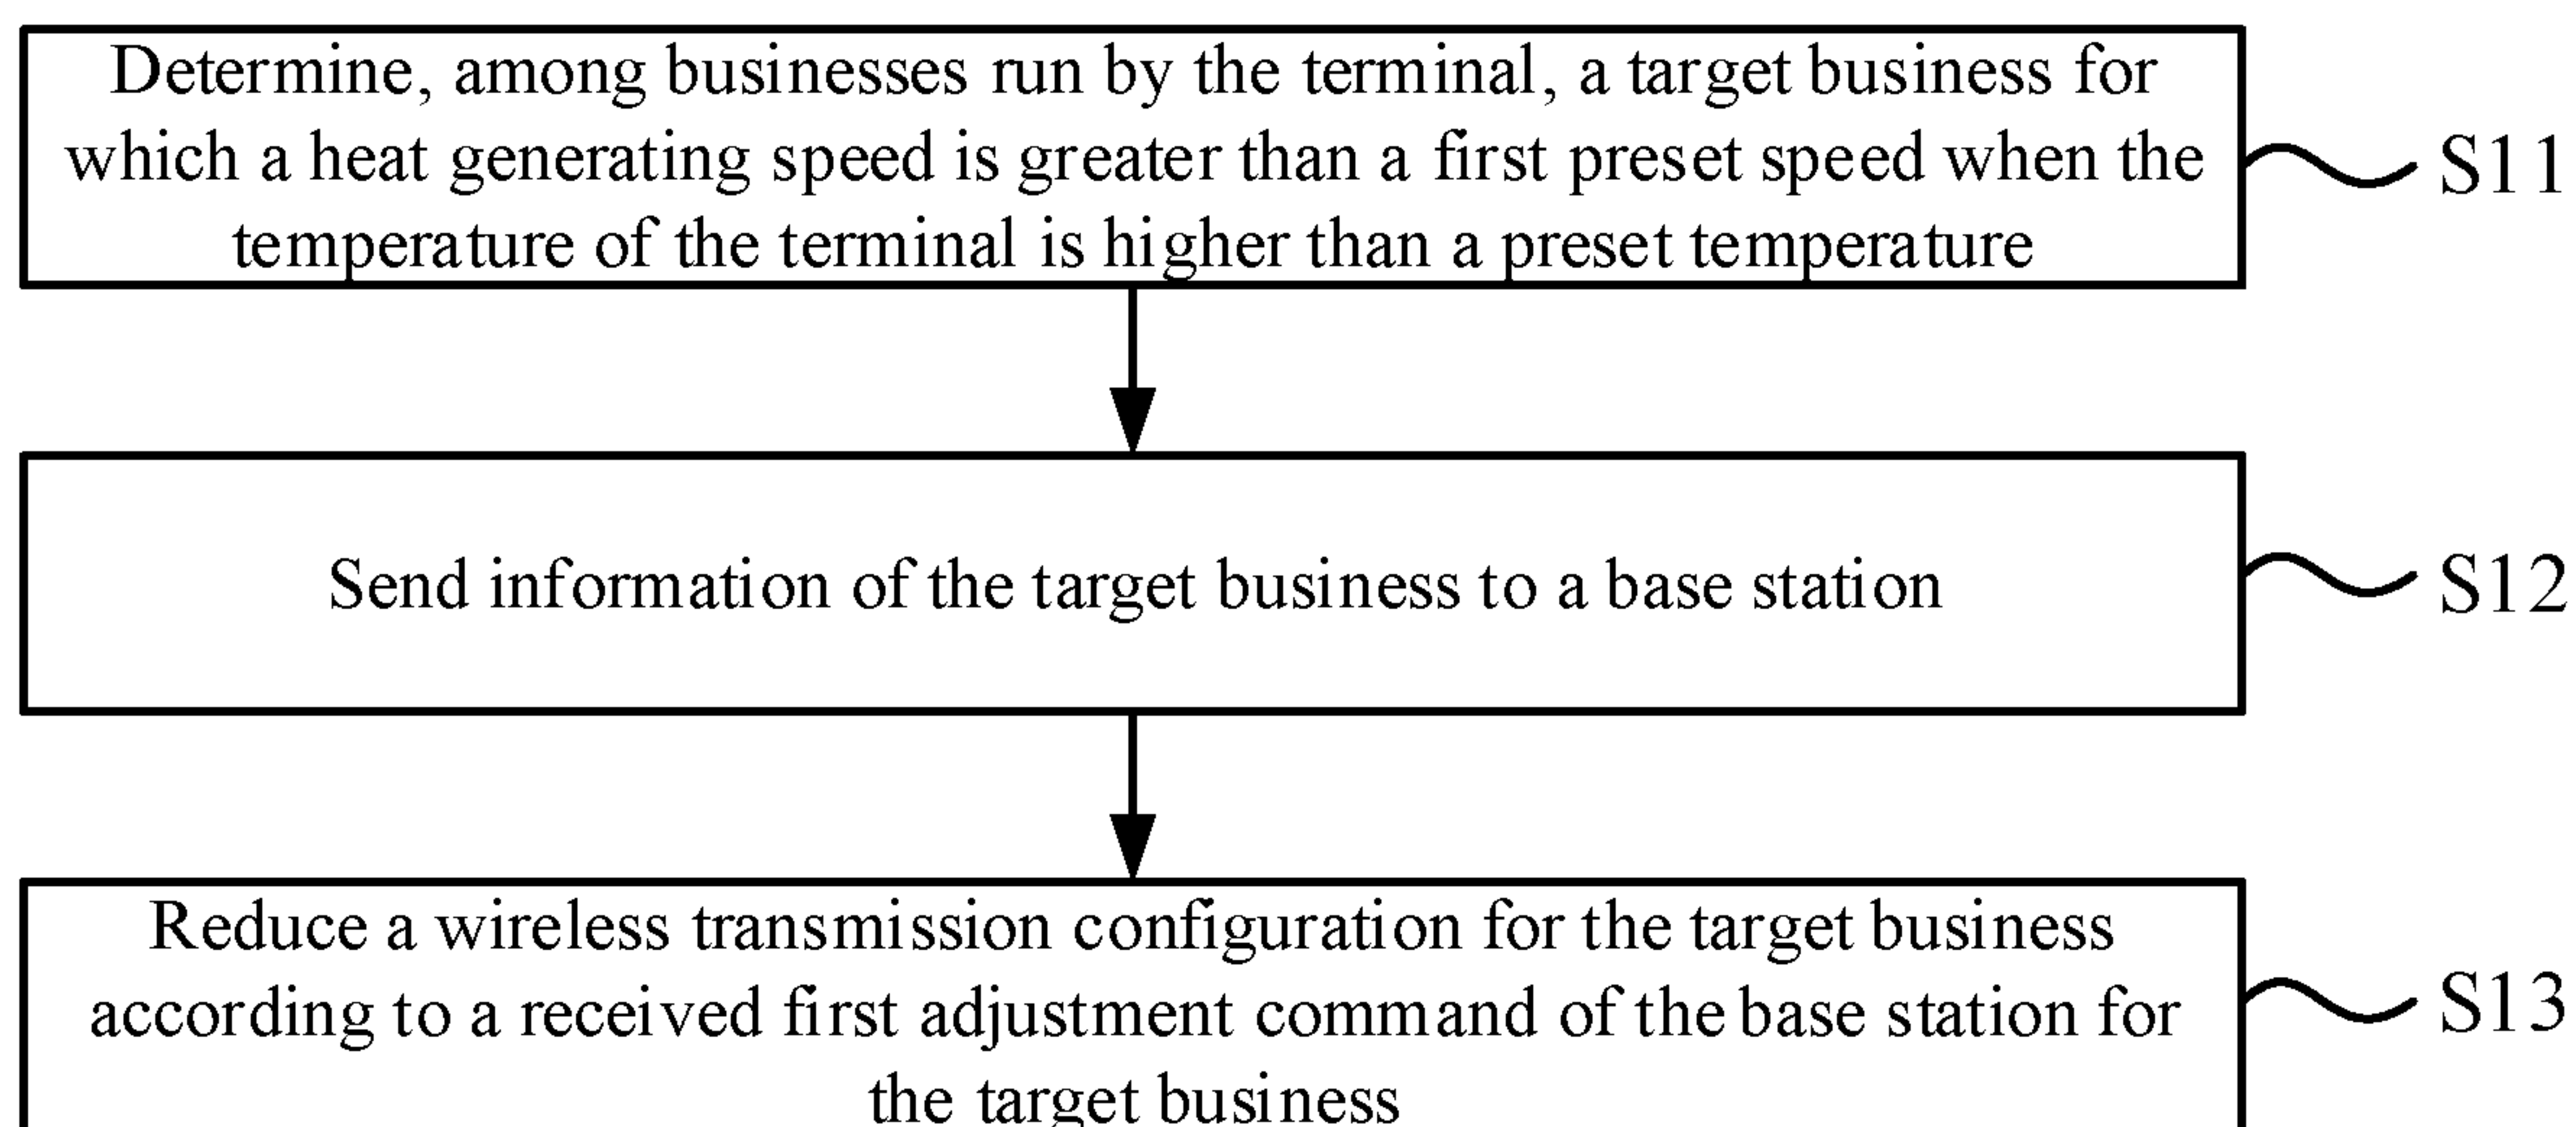 Determine, among businesses run by the terminal, a target business for
which a heat generating speed is greater than a first preset speed when the
temperature of the terminal is higher than a preset temperature
S11
Send information of the target business to a base station
S12
Reduce a wireless transmission configuration for the target business
according to a received first adjustment command of the base station for
the target business
S13